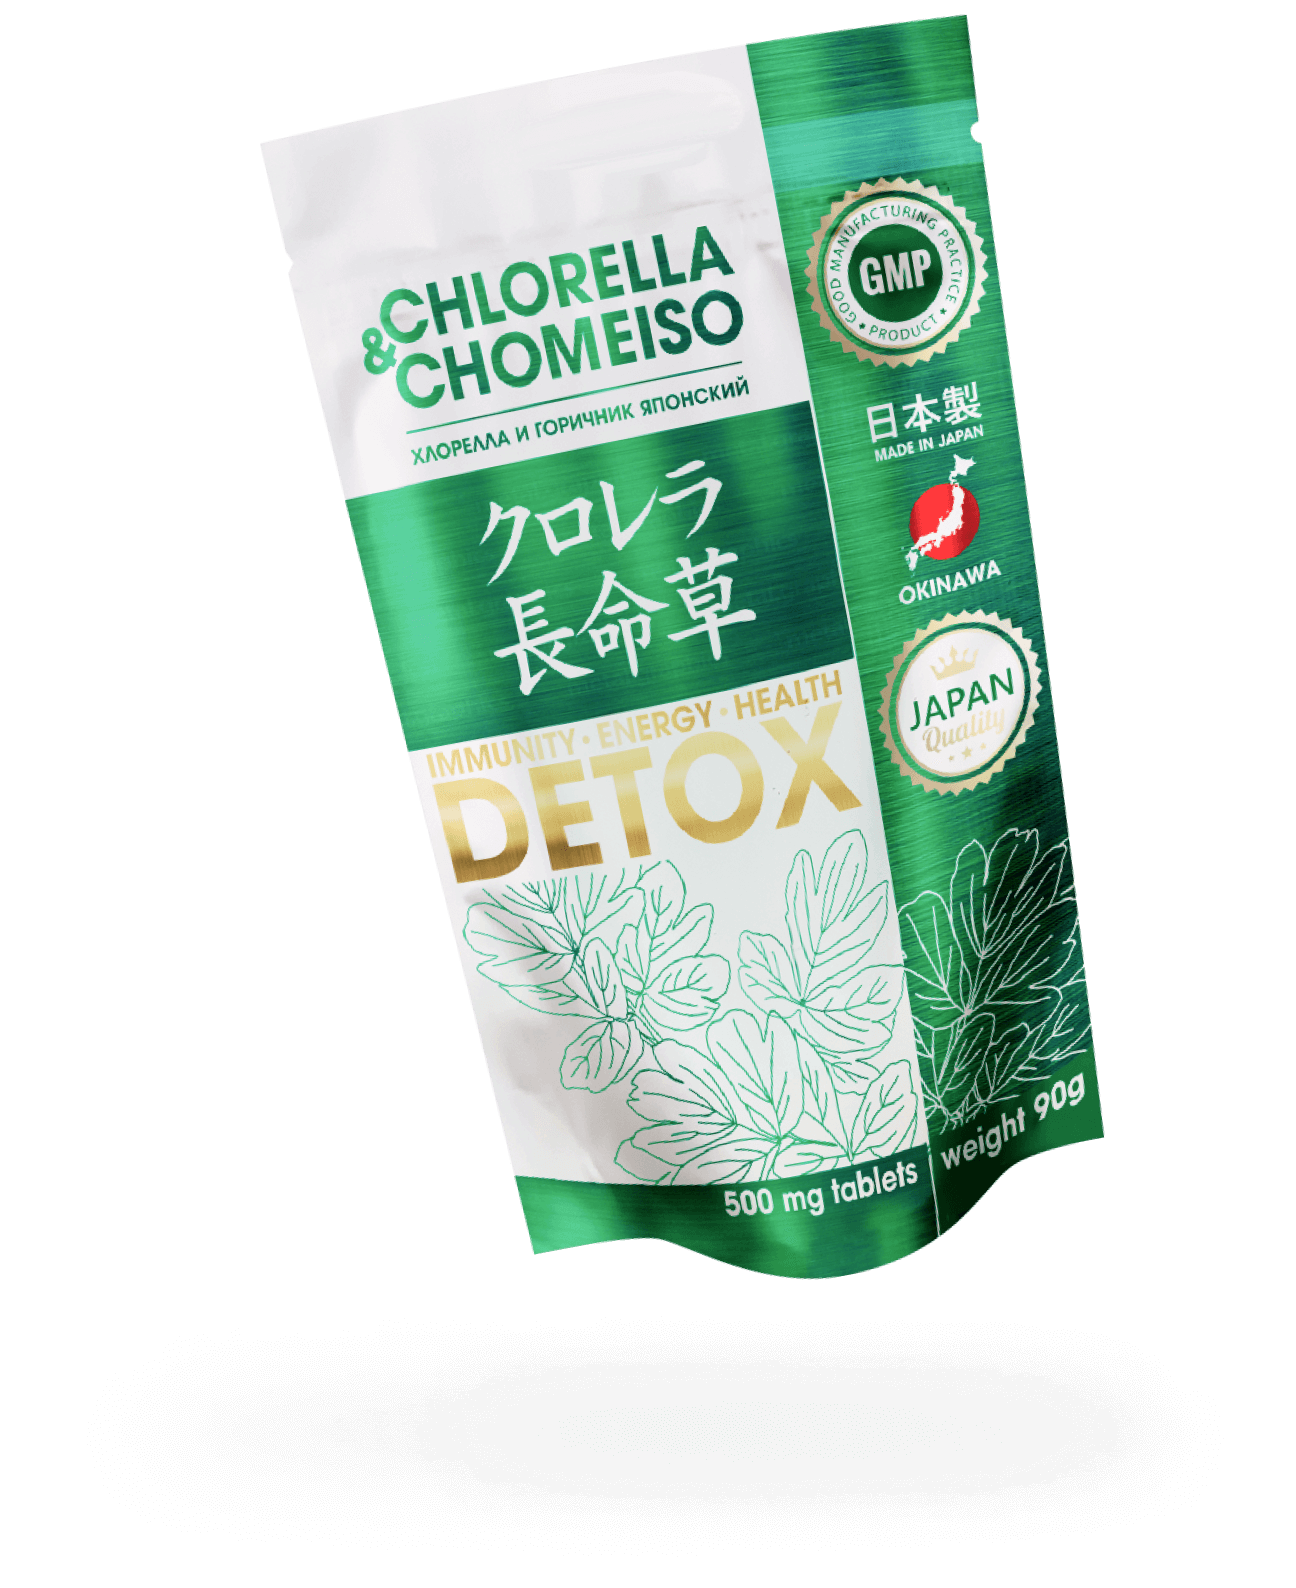 CHLORELLA
& CHOMEISO
ХЛОРЕЛЛА И ГОРИЧНИК ЯПОНСКИЙ
クロレラ
長命草
IMMUNITY · ENERGY · HEALTH
DETOX
500 mg tablets
GOOD MANUFACTURING PRACTICE
GMP
★ PRODUCT ★
日本製
MADE IN JAPAN
OKINAWA
JAPAN
Quality
weight 90g